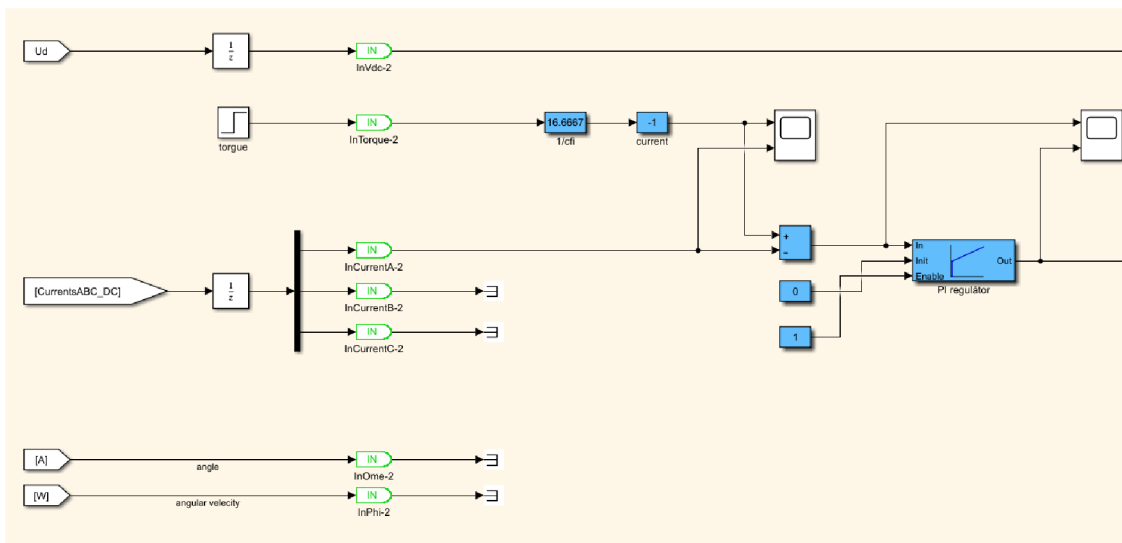 Ud
1
z
IN
InVdc-2
torgue
IN
InTorque-2
16.6667
1/cfi
-1
current
[CurrentsABC_DC]
1
z
IN
InCurrentA-2
IN
InCurrentB-2
IN
InCurrentC-2
+
−
0
1
In
Init
Enable
Out
PI regulátor
[A]
angle
IN
InOme-2
[W]
angular velecity
IN
InPhi-2